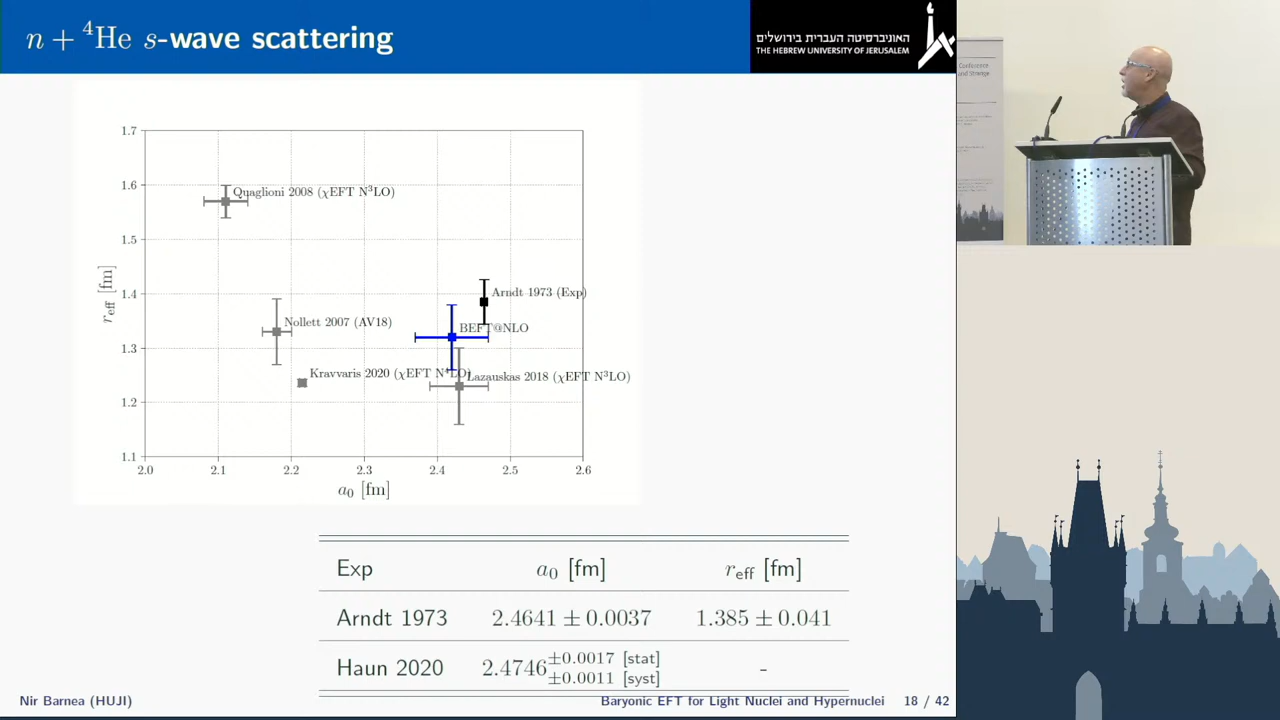 n + ⁴He s-wave scattering
האוניברסיטה העברית בירושלים
THE HEBREW UNIVERSITY OF JERUSALEM
Conference
and Strange
1.7
1.6
1.5
1.4
1.3
1.2
1.1
r_eff [fm]
Quaglioni 2008 (χEFT N³LO)
Arndt 1973 (Exp)
Nollett 2007 (AV18)
BEFT@NLO
Kravvaris 2020 (χEFT N⁴LO)
Lazauskas 2018 (χEFT N³LO)
2.0 2.1 2.2 2.3 2.4 2.5 2.6
a₀ [fm]
Exp a₀ [fm] r_eff [fm]
Arndt 1973 2.4641 ± 0.0037 1.385 ± 0.041
Haun 2020 2.4746 ±0.0017 [stat] ±0.0011 [syst] -
Nir Barnea (HUJI) Baryonic EFT for Light Nuclei and Hypernuclei 18 / 42